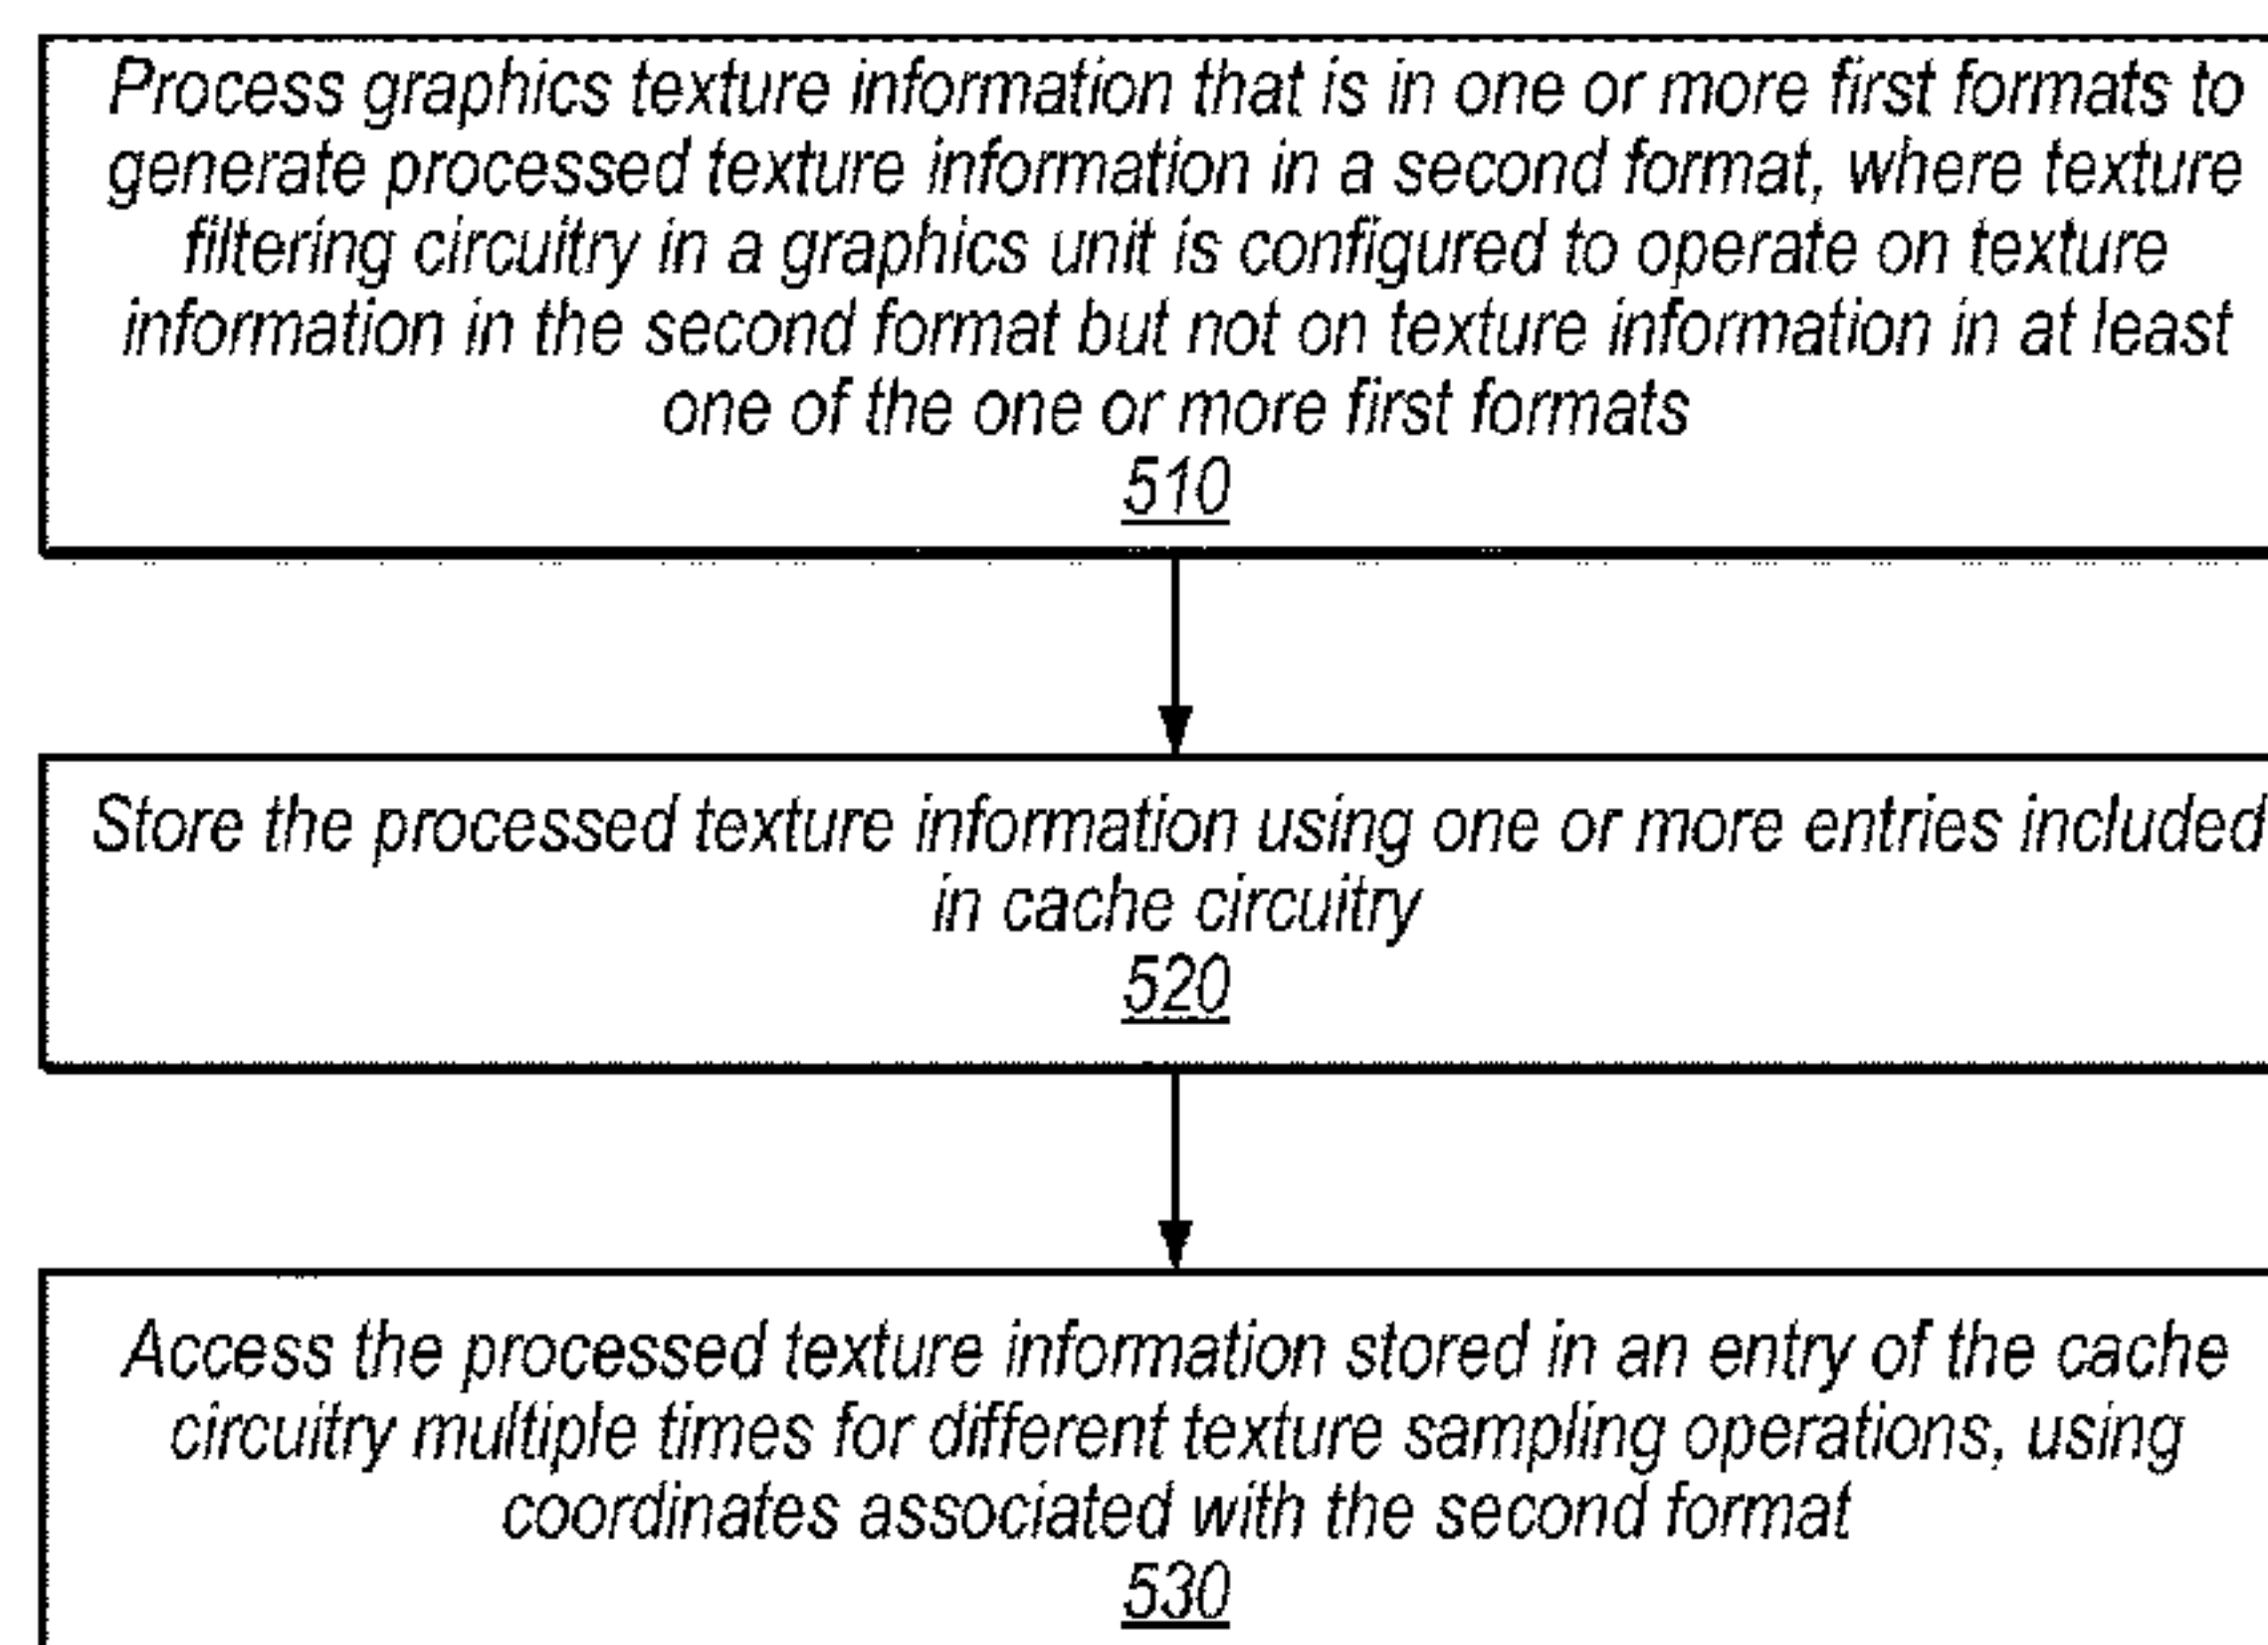 Process graphics texture information that is in one or more first formats to
generate processed texture information in a second format, where texture
filtering circuitry in a graphics unit is configured to operate on texture
information in the second format but not on texture information in at least
one of the one or more first formats
510
Store the processed texture information using one or more entries included
in cache circuitry
520
Access the processed texture information stored in an entry of the cache
circuitry multiple times for different texture sampling operations, using
coordinates associated with the second format
530